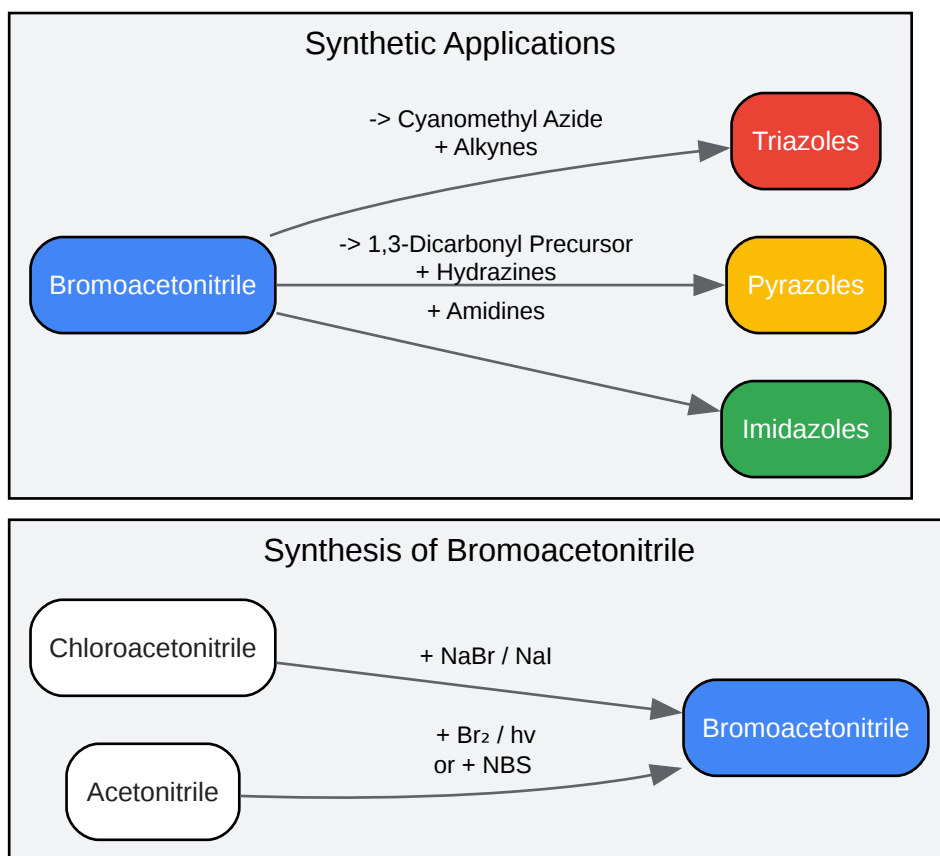 Synthetic Applications
-> Cyanomethyl Azide
+ Alkynes
Triazoles
Bromoacetonitrile
-> 1,3-Dicarbonyl Precursor
+ Hydrazines
Pyrazoles
+ Amidines
Imidazoles
Synthesis of Bromoacetonitrile
Chloroacetonitrile
+ NaBr / NaI
Bromoacetonitrile
+ Br₂ / hv
or + NBS
Acetonitrile